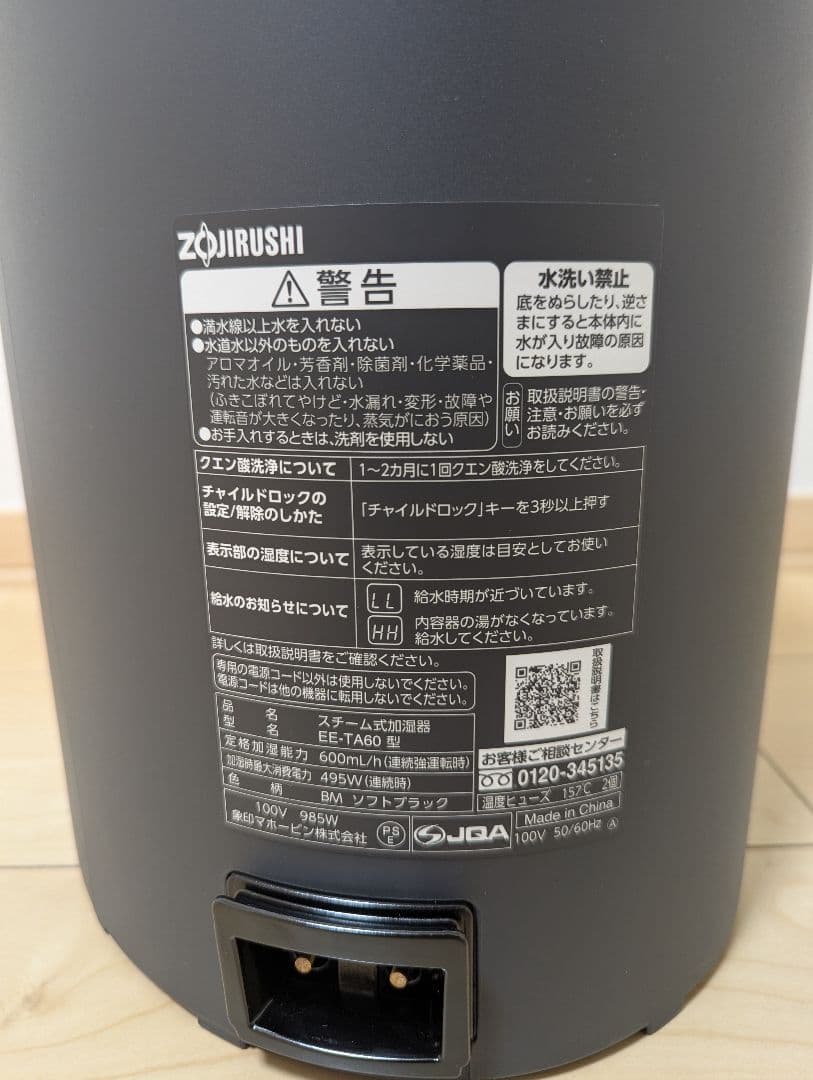 ZOJIRUSHI
警告
●満水線以上水を入れない
●水道水以外のものを入れない
アロマオイル・芳香剤・除菌剤・化学薬品・
汚れた水などは入れない
(ふきこぼれてやけど・水漏れ・変形・故障や
運転音が大きくなったり、蒸気がにおう原因)
●お手入れするときは、洗剤を使用しない
水洗い禁止
底をぬらしたり、逆さ
まにすると本体内に
水が入り故障の原因
になります。
お願い
取扱説明書の警告・
注意・お願いを必ず
お読みください。
クエン酸洗浄について
1～2カ月に1回クエン酸洗浄をしてください。
チャイルドロックの
設定/解除のしかた
「チャイルドロック」キーを3秒以上押す
表示部の湿度について
表示している湿度は目安としてお使い
ください。
給水のお知らせについて
LL
給水時期が近づいています。
HH
内容器の湯がなくなっています。
給水してください。
詳しくは取扱説明書をご確認ください。
専用の電源コード以外は使用しないでください。
電源コードは他の機器に転用しないでください。
取扱説明書はこちら
品名 スチーム式加湿器
型名 EE-TA60 型
定格加湿能力 600mL/h(連続強運転時)
加湿時最大消費電力 495W(連続時)
色柄 BM ソフトブラック
100V 985W
象印マホービン株式会社
PSE
JQA
お客様ご相談センター
0120-345135
温度ヒューズ 157℃ 2個
Made in China
100V 50/60Hz Ⓐ